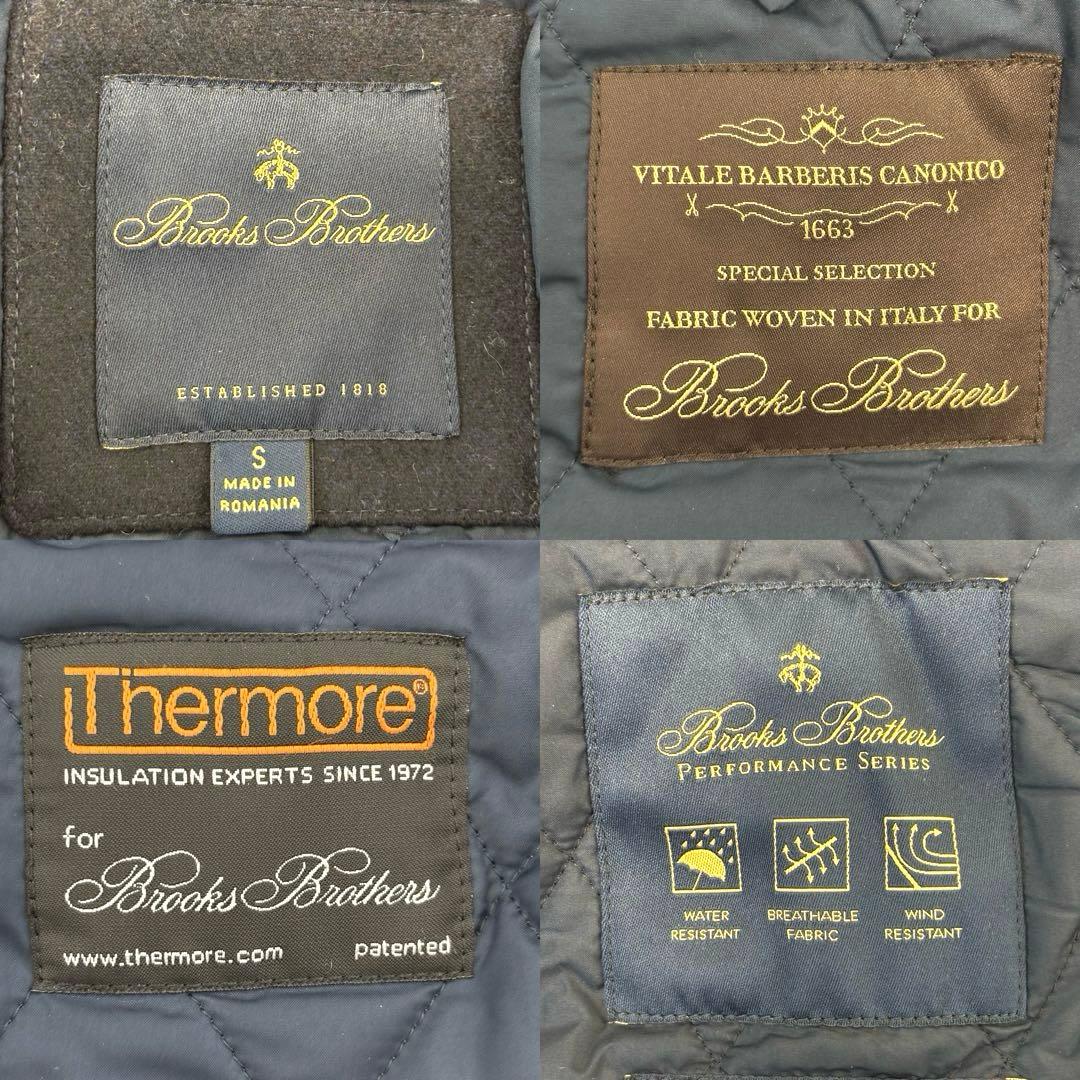 Brooks Brothers
ESTABLISHED 1818
S
MADE IN
ROMANIA
VITALE BARBERIS CANONICO
1663
SPECIAL SELECTION
FABRIC WOVEN IN ITALY FOR
Brooks Brothers
Thermore®
INSULATION EXPERTS SINCE 1972
for
Brooks Brothers
www.thermore.com patented
Brooks Brothers
PERFORMANCE SERIES
WATER
RESISTANT
BREATHABLE
FABRIC
WIND
RESISTANT